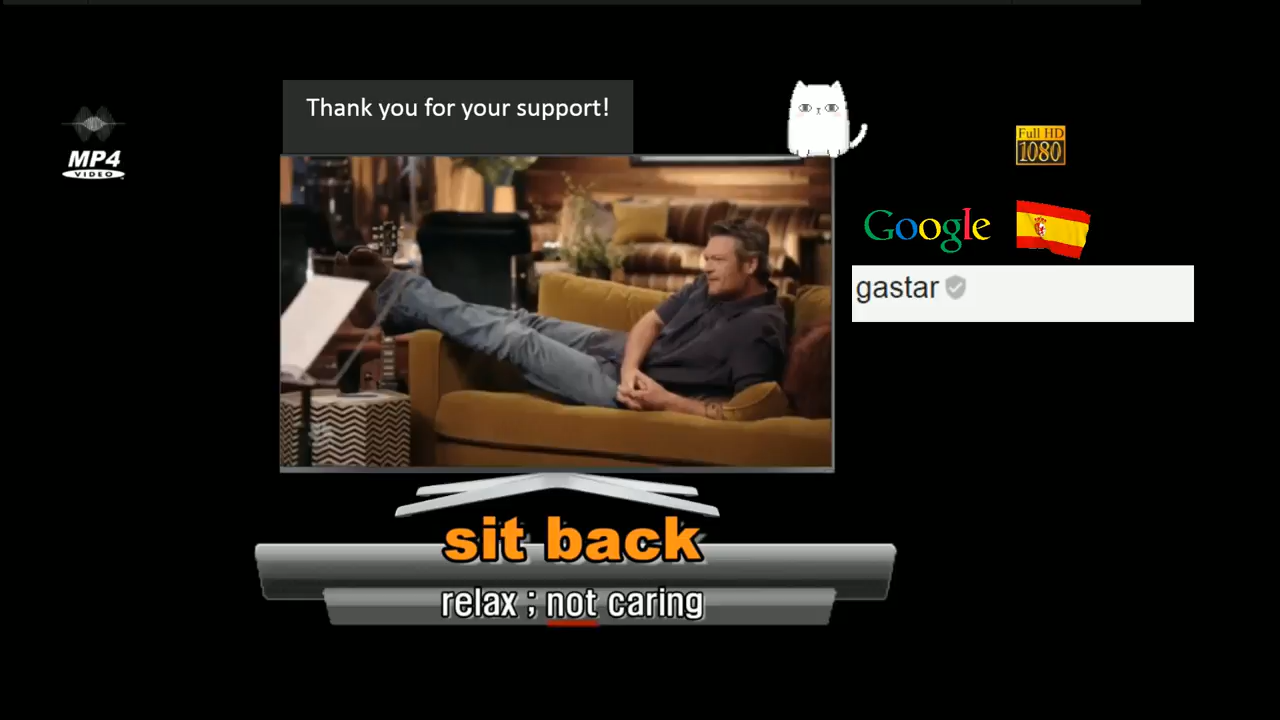 Thank you for your support!
MP4
VIDEO
Full HD
1080
Google
gastar
sit back
relax ; not caring